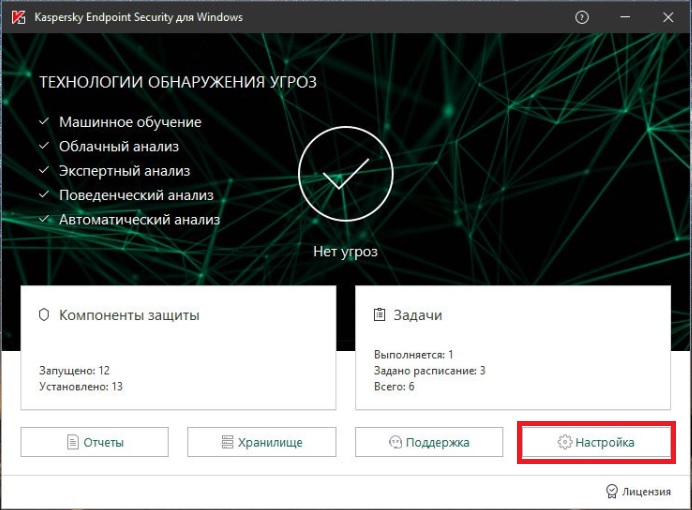 Kaspersky Endpoint Security для Windows
ТЕХНОЛОГИИ ОБНАРУЖЕНИЯ УГРОЗ
Машинное обучение
Облачный анализ
Экспертный анализ
Поведенческий анализ
Автоматический анализ
Нет угроз
Компоненты защиты
Запущено: 12
Установлено: 13
Задачи
Выполняется: 1
Задано расписание: 3
Всего: 6
Отчеты
Хранилище
Поддержка
Настройка
Лицензия